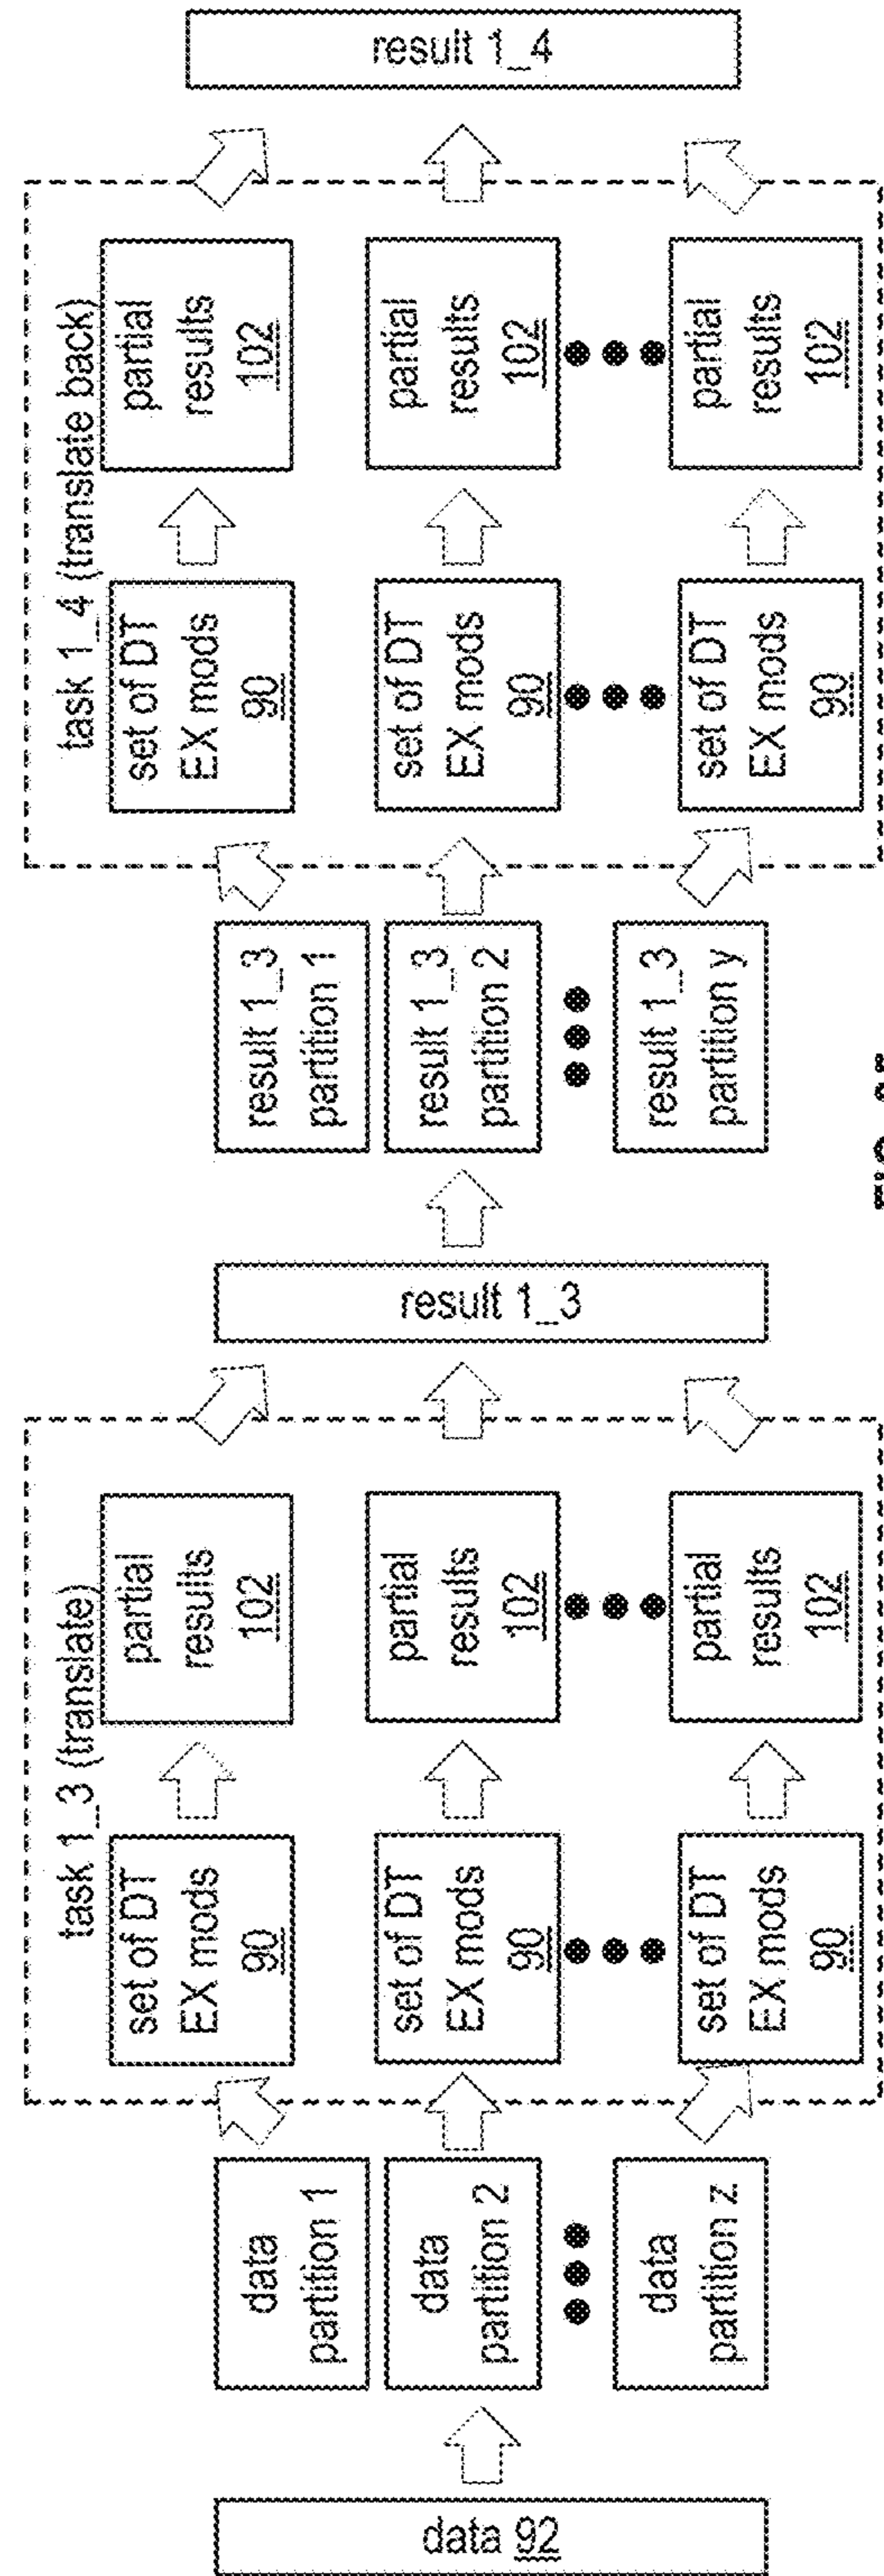 data 92
data
partition 1
data
partition 2
data
partition z
task 1_3 (translate)
set of DT
EX mods
90
set of DT
EX mods
90
set of DT
EX mods
90
partial
results
102
partial
results
102
partial
results
102
result 1_3
result 1_3
partition 1
result 1_3
partition 2
result 1_3
partition y
task 1_4 (translate back)
set of DT
EX mods
90
set of DT
EX mods
90
set of DT
EX mods
90
partial
results
102
partial
results
102
partial
results
102
result 1_4